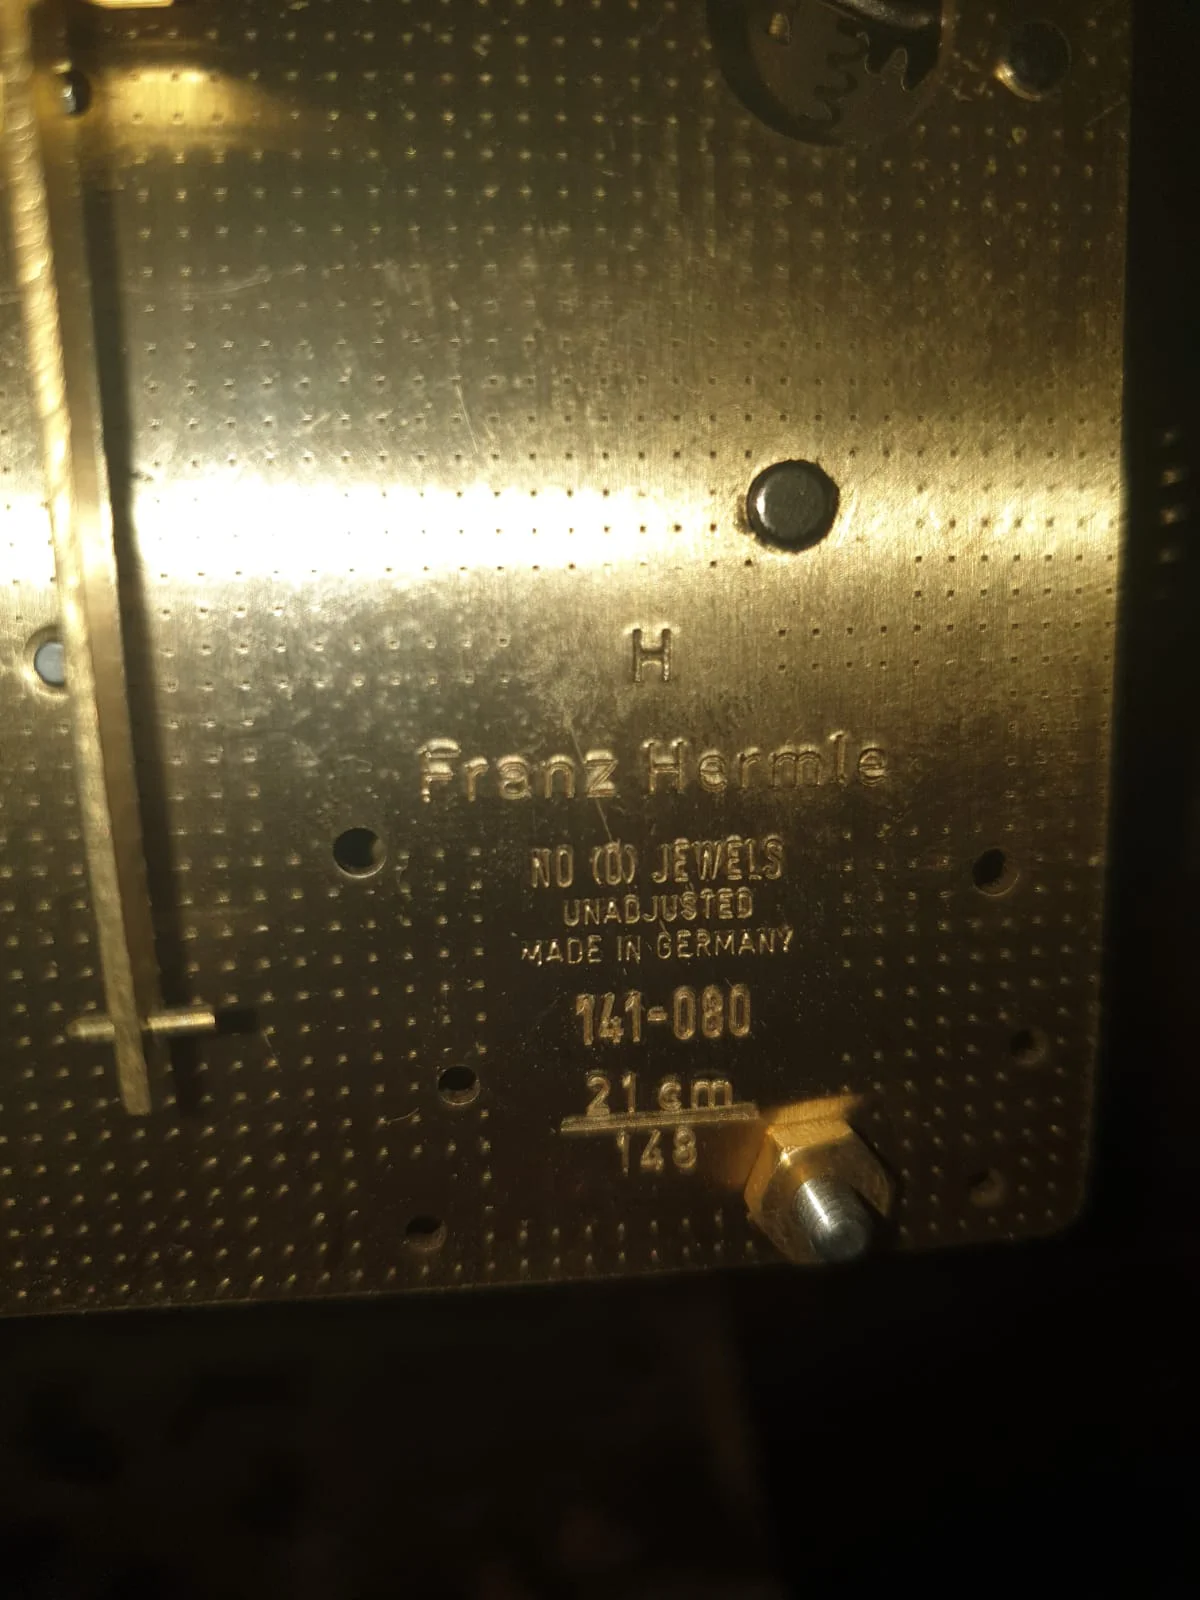 H
Franz Hermle
NO (0) JEWELS
UNADJUSTED
MADE IN GERMANY
141-080
21 cm
148